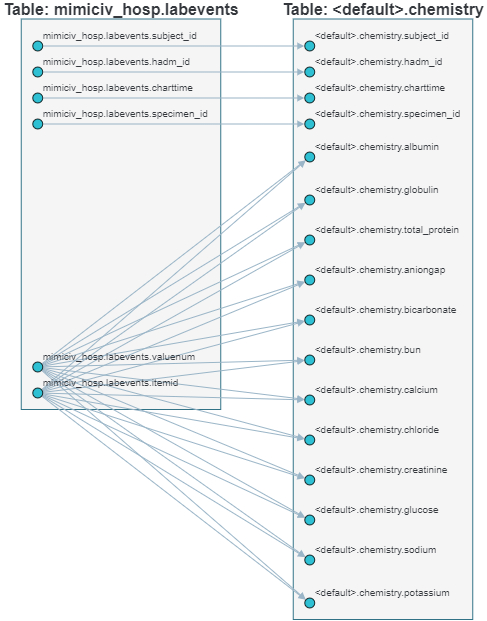 Table: mimiciv_hosp.labevents
mimiciv_hosp.labevents.subject_id
mimiciv_hosp.labevents.hadm_id
mimiciv_hosp.labevents.charttime
mimiciv_hosp.labevents.specimen_id
mimiciv_hosp.labevents.valuenum
mimiciv_hosp.labevents.itemid
Table: <default>.chemistry
<default>.chemistry.subject_id
<default>.chemistry.hadm_id
<default>.chemistry.charttime
<default>.chemistry.specimen_id
<default>.chemistry.albumin
<default>.chemistry.globulin
<default>.chemistry.total_protein
<default>.chemistry.aniongap
<default>.chemistry.bicarbonate
<default>.chemistry.bun
<default>.chemistry.calcium
<default>.chemistry.chloride
<default>.chemistry.creatinine
<default>.chemistry.glucose
<default>.chemistry.sodium
<default>.chemistry.potassium